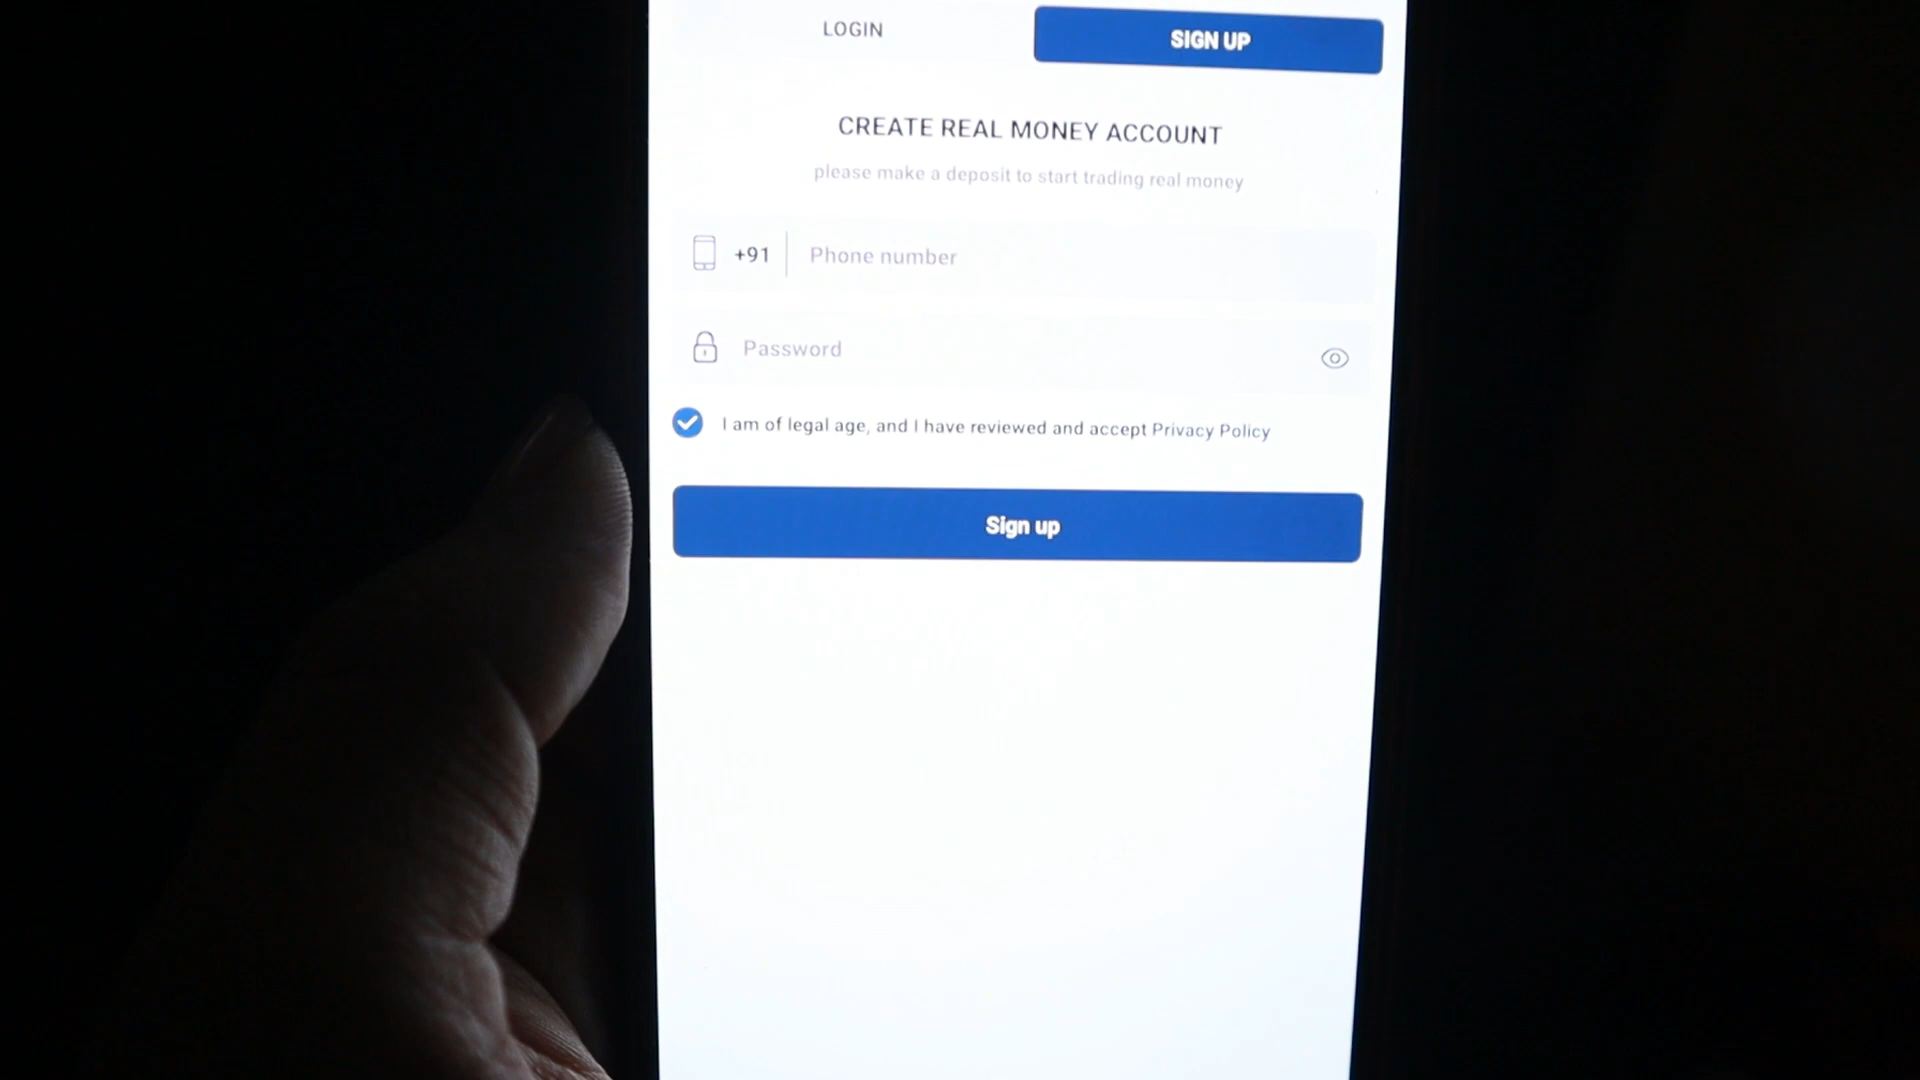 LOGIN
SIGN UP
CREATE REAL MONEY ACCOUNT
please make a deposit to start trading real money
+91 Phone number
Password
I am of legal age, and I have reviewed and accept Privacy Policy
Sign up